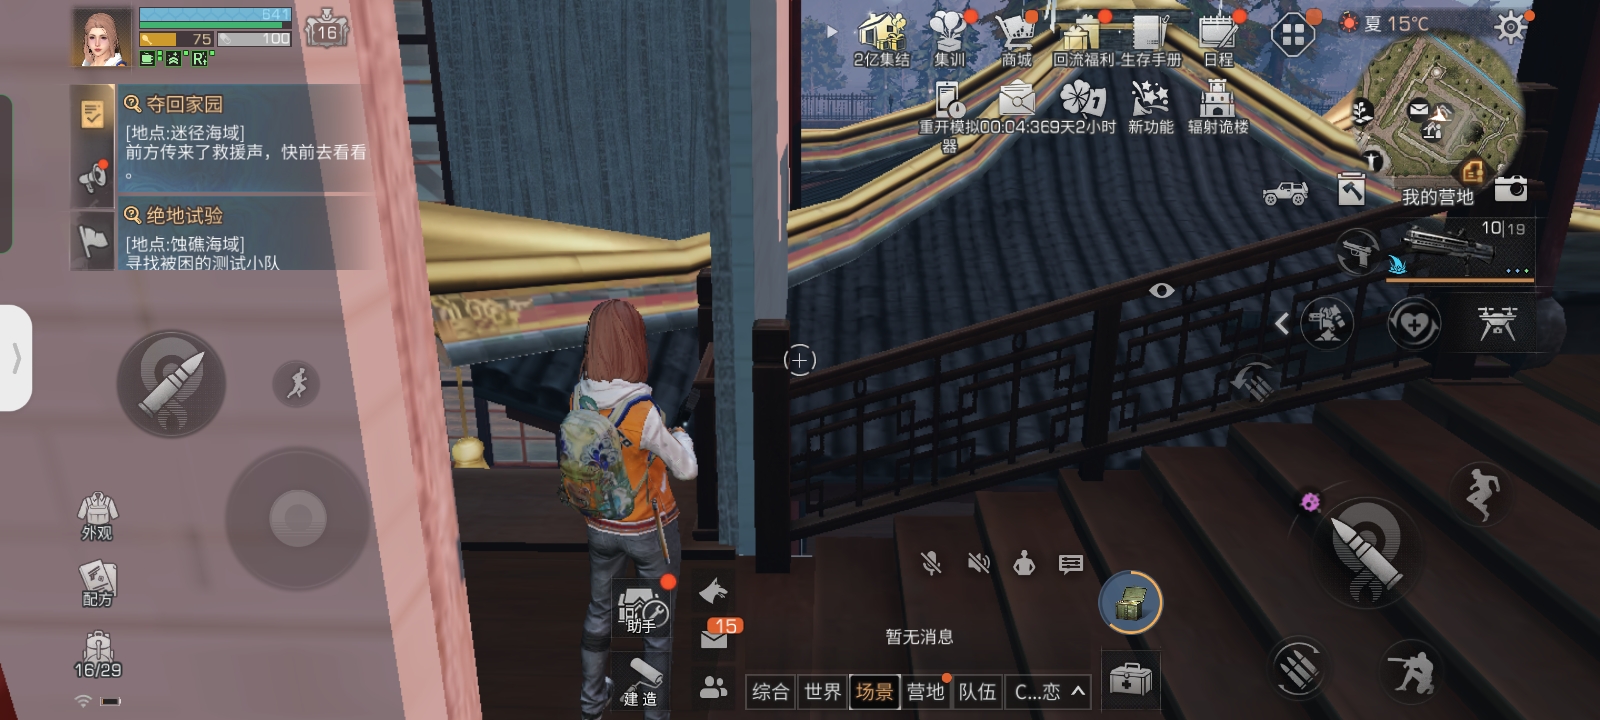 641
75
100
16
夺回家园
[地点:迷径海域]
前方传来了救援声，快前去看看
。
绝地试验
[地点:蚀礁海域]
寻找被困的测试小队
2亿集结
集训
商城
回流福利
生存手册
日程
夏 15℃
重开模拟
器
00:04:36
9天2小时
新功能
辐射诡楼
我的营地
10|19
外观
配方
16/29
助手
15
建造
暂无消息
综合
世界
场景
营地
队伍
C...恋